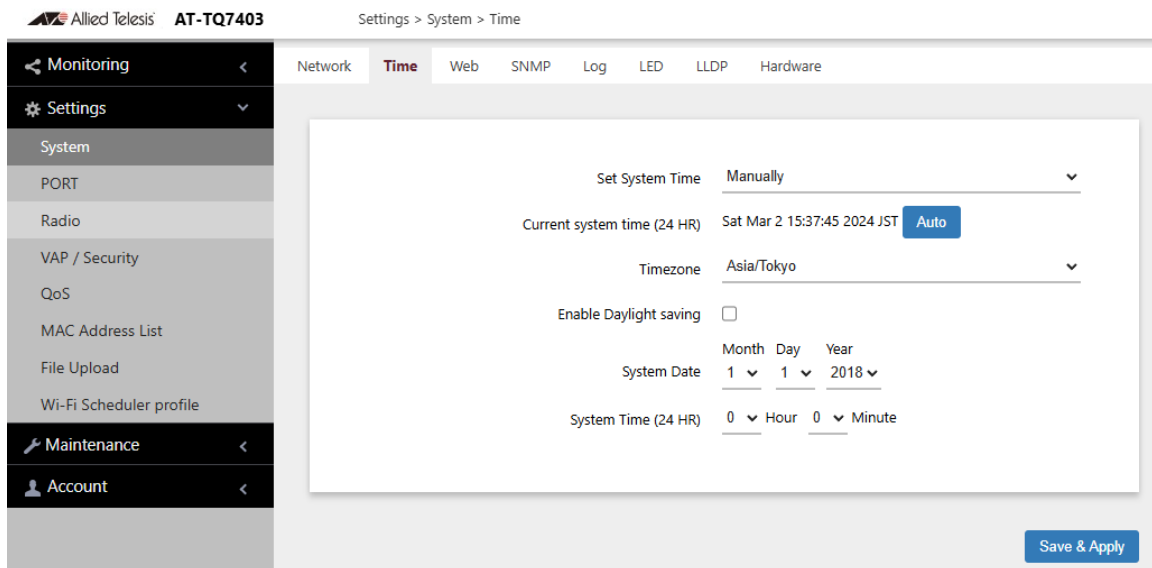 Allied Telesis AT-TQ7403 Settings > System > Time
Monitoring
Settings
System
PORT
Radio
VAP / Security
QoS
MAC Address List
File Upload
Wi-Fi Scheduler profile
Maintenance
Account
Network Time Web SNMP Log LED LLDP Hardware
Set System Time Manually
Current system time (24 HR) Sat Mar 2 15:37:45 2024 JST Auto
Timezone Asia/Tokyo
Enable Daylight saving
Month Day Year
System Date 1 1 2018
System Time (24 HR) 0 Hour 0 Minute
Save & Apply